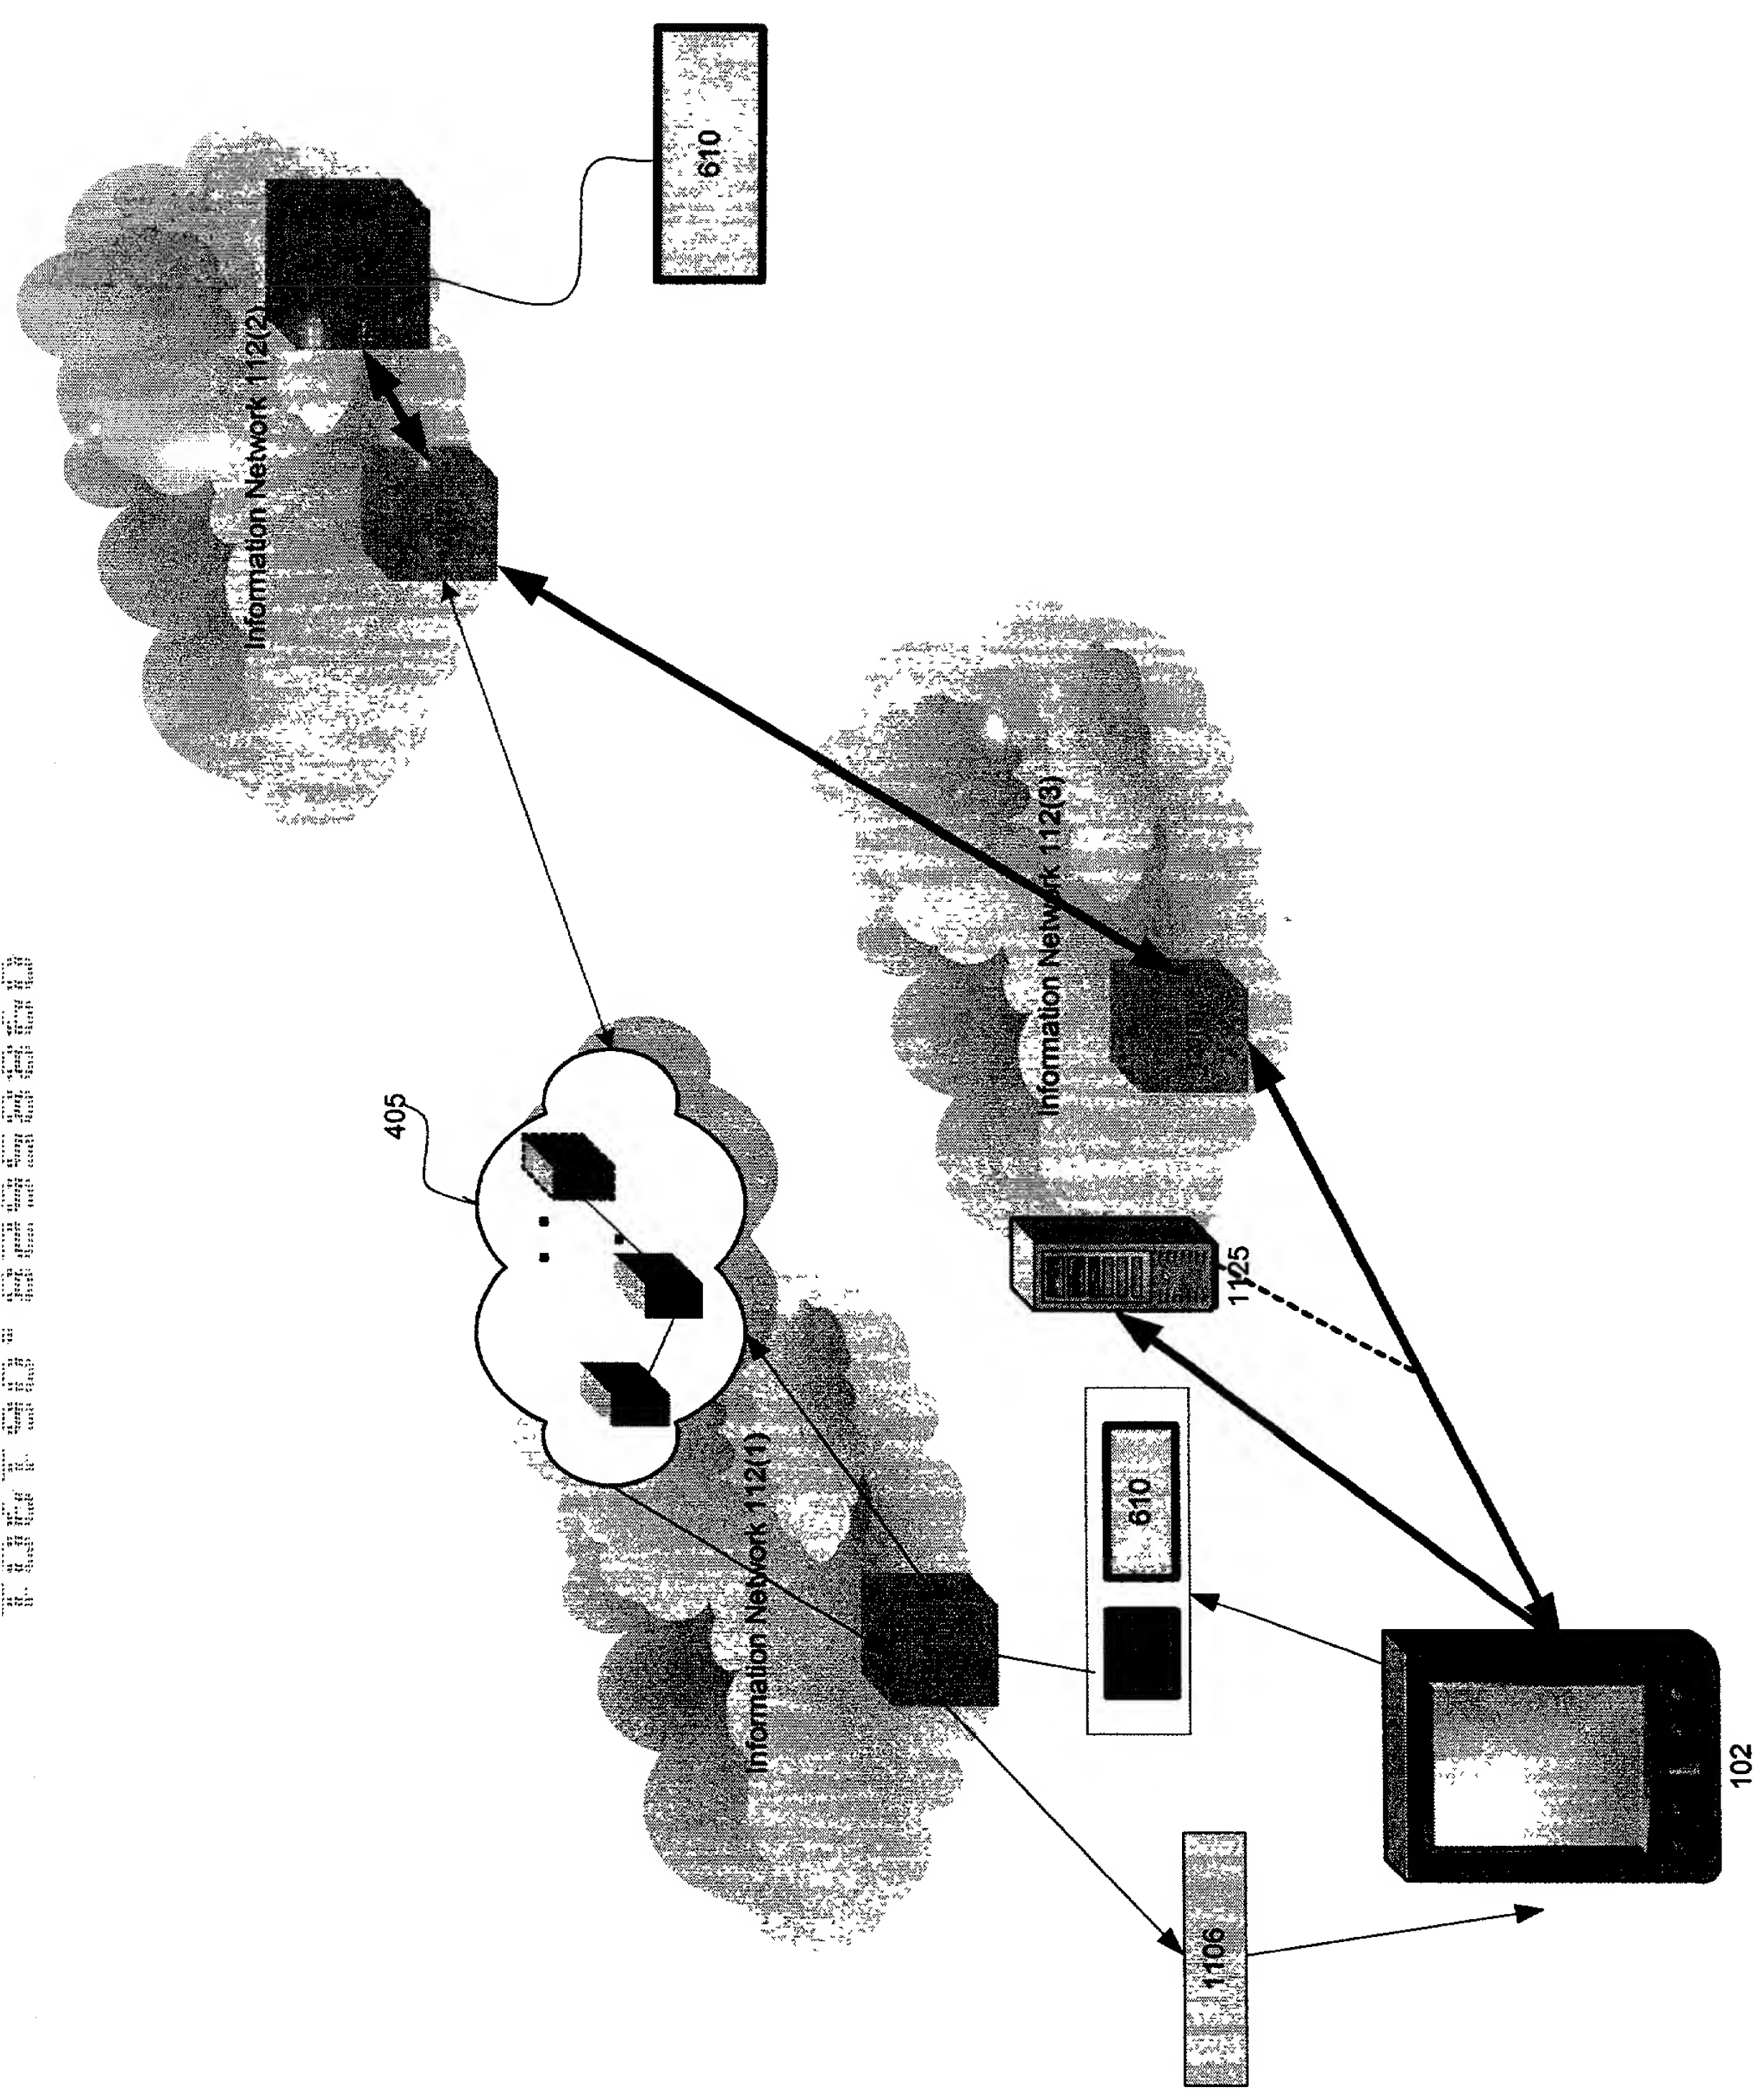 Information Network 112(2)
610
405
Information Network 112(3)
Information Network 112(1)
1125
610
1106
102